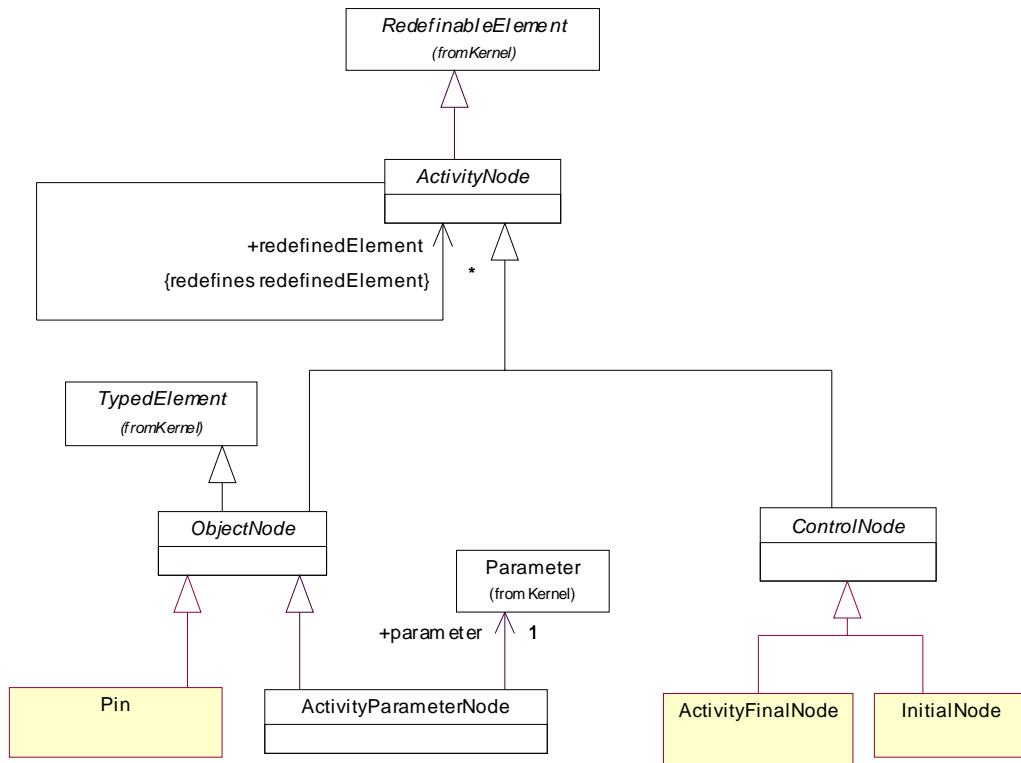 RedefinableElement
(fromKernel)
ActivityNode
+redefinedElement
{redefines redefinedElement}
*
TypedElement
(fromKernel)
ObjectNode
ControlNode
Parameter
(from Kernel)
+parameter
1
Pin
ActivityParameterNode
ActivityFinalNode
InitialNode